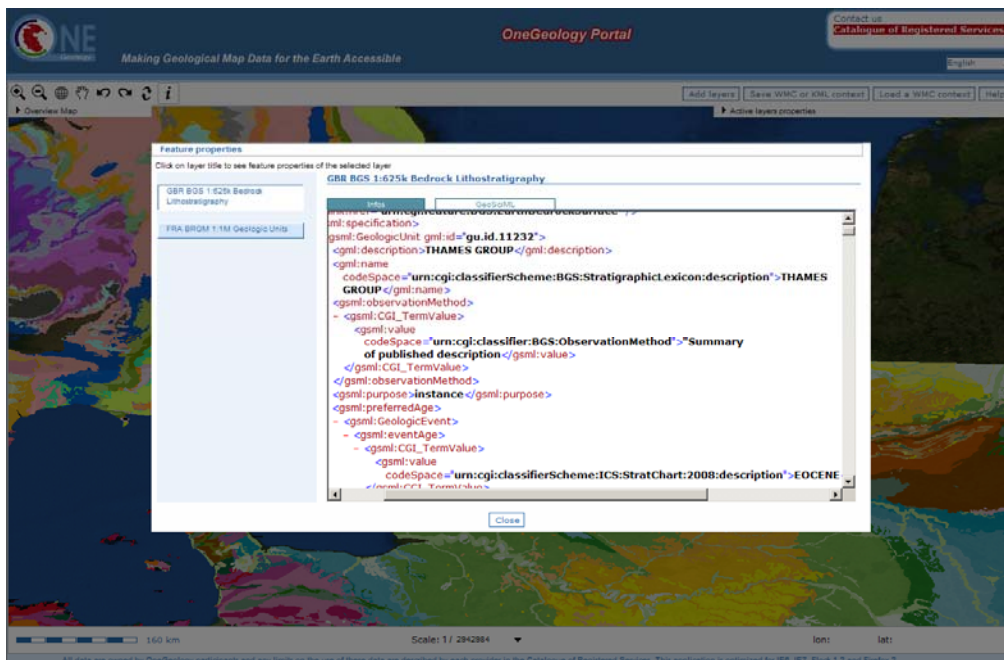 ONE
Geology
Making Geological Map Data for the Earth Accessible
OneGeology Portal
Contact us
Catalogue of Registered Services
English
i
Add layers
Save WMC or KML context
Load a WMC context
Help
Overview Map
Active layers properties
Feature properties
Click on layer title to see feature properties of the selected layer
GBR BGS 1:625k Bedrock
Lithostratigraphy
FRA BRGM 1:1M Geologic Units
GBR BGS 1:625k Bedrock Lithostratigraphy
Infos
GeoSciML
ml:specification>
gsml:GeologicUnit gml:id="gu.id.11232">
<gml:description>THAMES GROUP</gml:description>
<gml:name
codeSpace="urn:cgi:classifierScheme:BGS:StratigraphicLexicon:description">THAMES
GROUP</gml:name>
<gsml:observationMethod>
- <gsml:CGI_TermValue>
<gsml:value
codeSpace="urn:cgi:classifier:BGS:ObservationMethod">"Summary
of published description</gsml:value>
</gsml:CGI_TermValue>
</gsml:observationMethod>
<gsml:purpose>instance</gsml:purpose>
<gsml:preferredAge>
- <gsml:GeologicEvent>
- <gsml:eventAge>
- <gsml:CGI_TermValue>
<gsml:value
codeSpace="urn:cgi:classifierScheme:ICS:StratChart:2008:description">EOCENE
</gsml:CGI_TermValue>
Close
160 km
Scale: 1 / 2842984
lon:
lat: